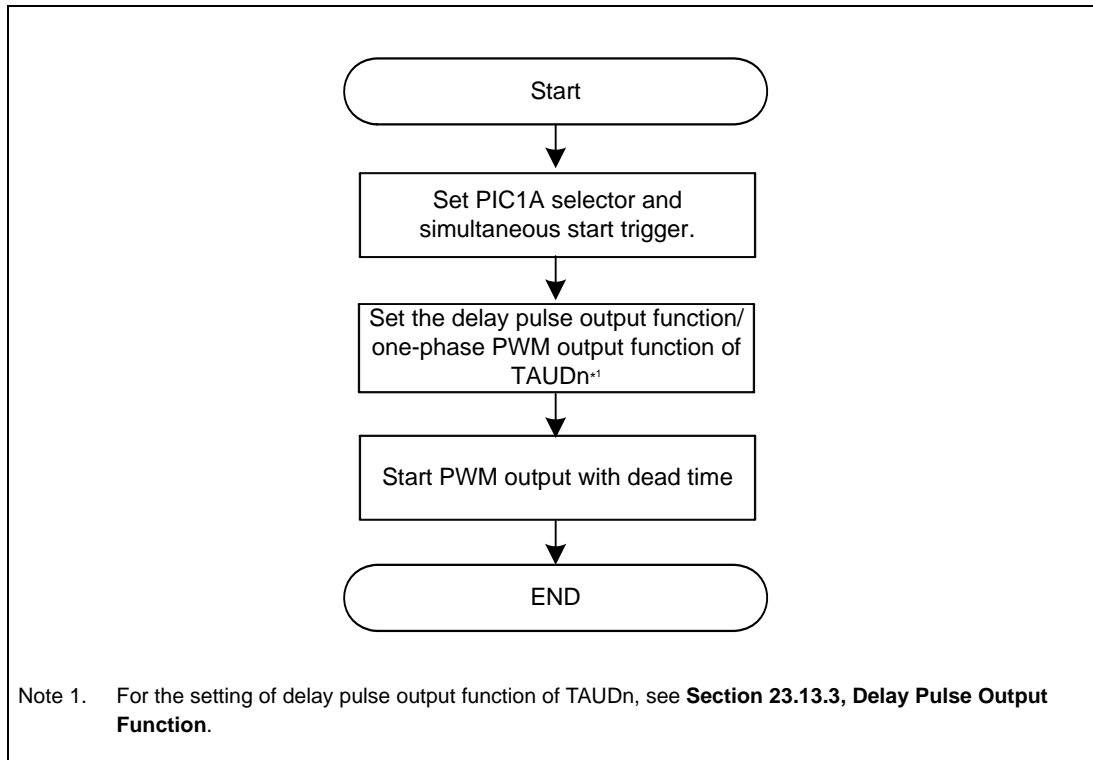 Start
Set PIC1A selector and
simultaneous start trigger.
Set the delay pulse output function/
one-phase PWM output function of
TAUDn*1
Start PWM output with dead time
END
Note 1. For the setting of delay pulse output function of TAUDn, see Section 23.13.3, Delay Pulse Output
Function.